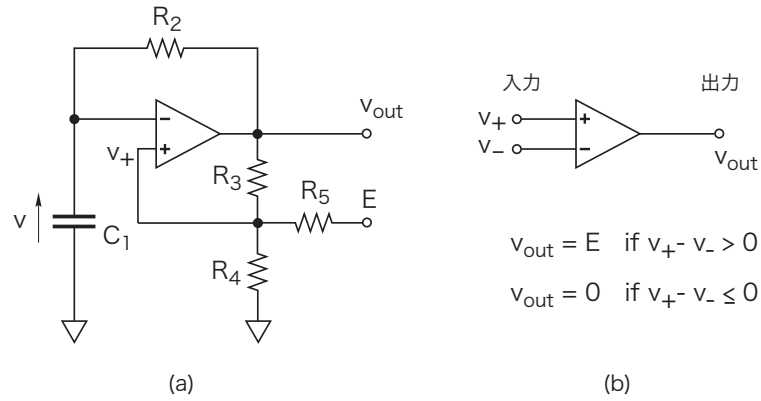 R2
vout
v+
R3
R5
E
v
C1
R4
(a)
入力
出力
v+
v-
vout
vout = E if v+- v- > 0
vout = 0 if v+- v- ≤ 0
(b)